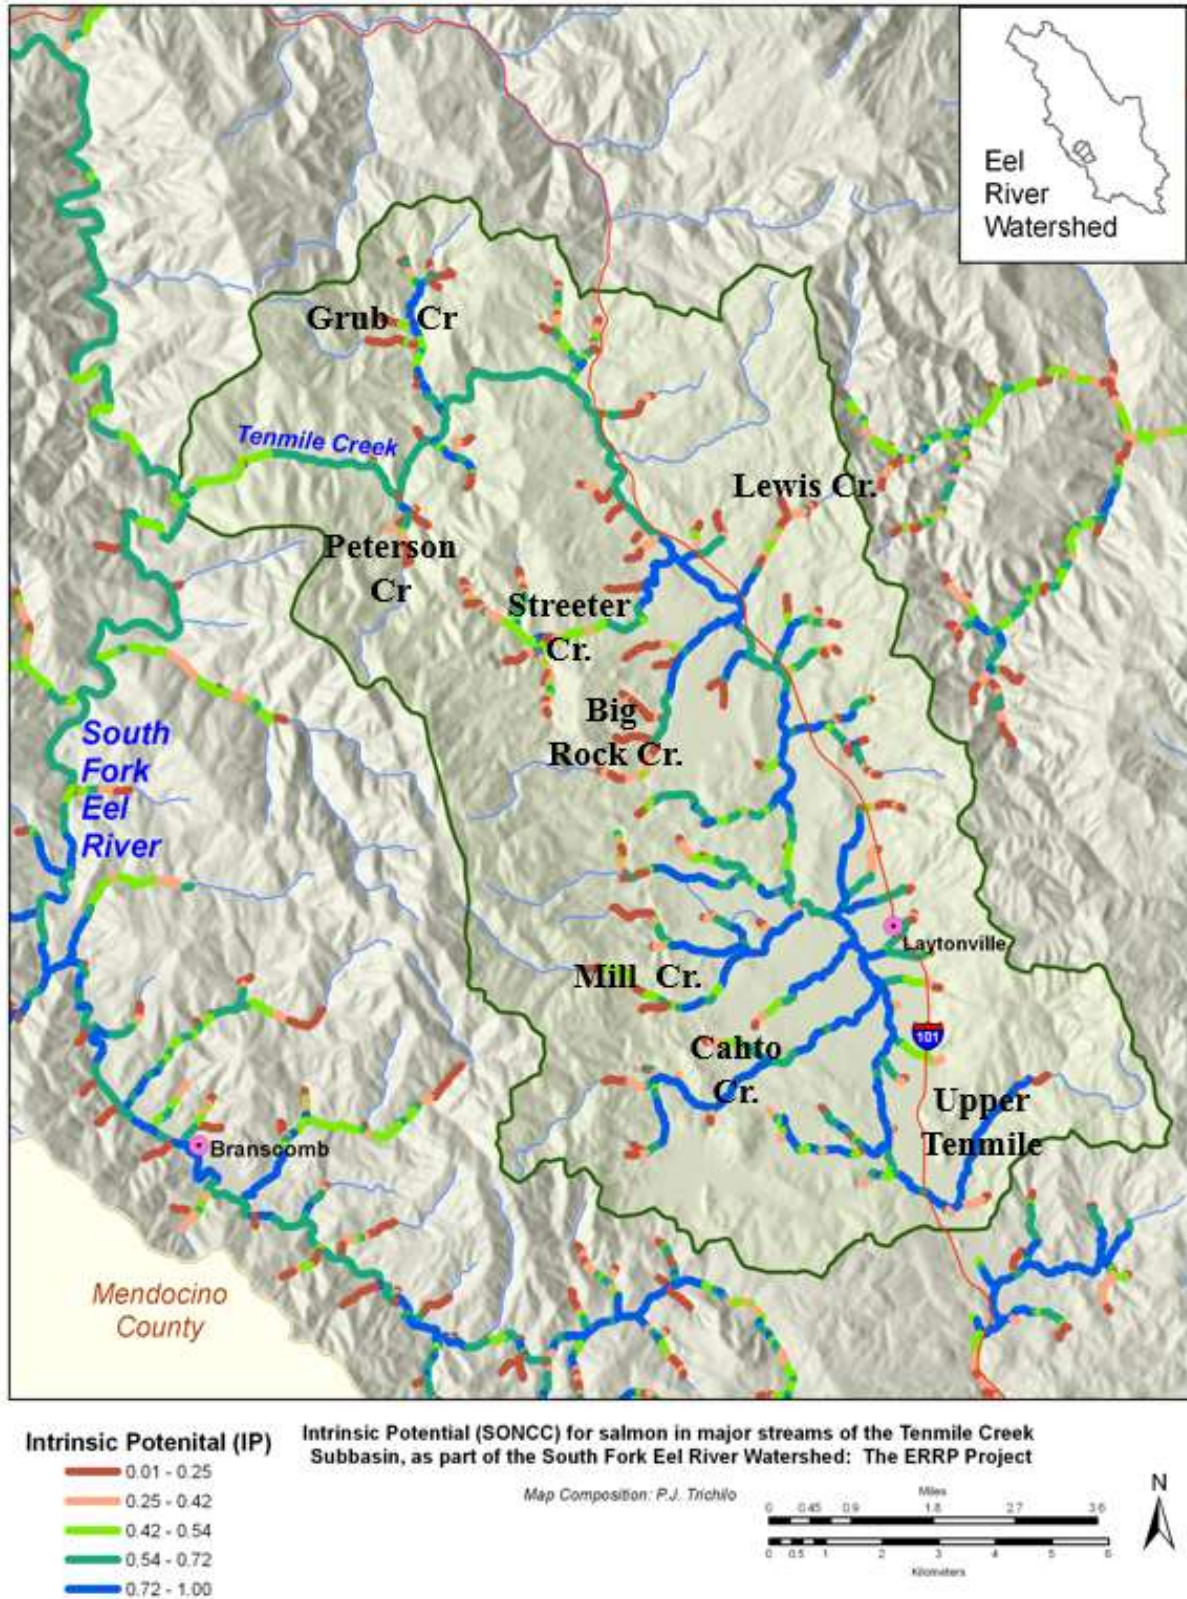 Eel
River
Watershed
Grub Cr
Tenmile Creek
Lewis Cr.
Peterson
Cr
Streeter
Cr.
Big
Rock Cr.
South
Fork
Eel
River
Laytonville
Mill Cr.
101
Cahto
Cr.
Upper
Tenmile
Branscomb
Mendocino
County
Intrinsic Potenital (IP)
0.01 - 0.25
0.25 - 0.42
0.42 - 0.54
0.54 - 0.72
0.72 - 1.00
Intrinsic Potential (SONCC) for salmon in major streams of the Tenmile Creek
Subbasin, as part of the South Fork Eel River Watershed: The ERRP Project
Map Composition: P.J. Trichilo
Miles
0 0.45 0.9 1.8 2.7 3.6
0 0.5 1 2 3 4 5 6
Kilometers
N